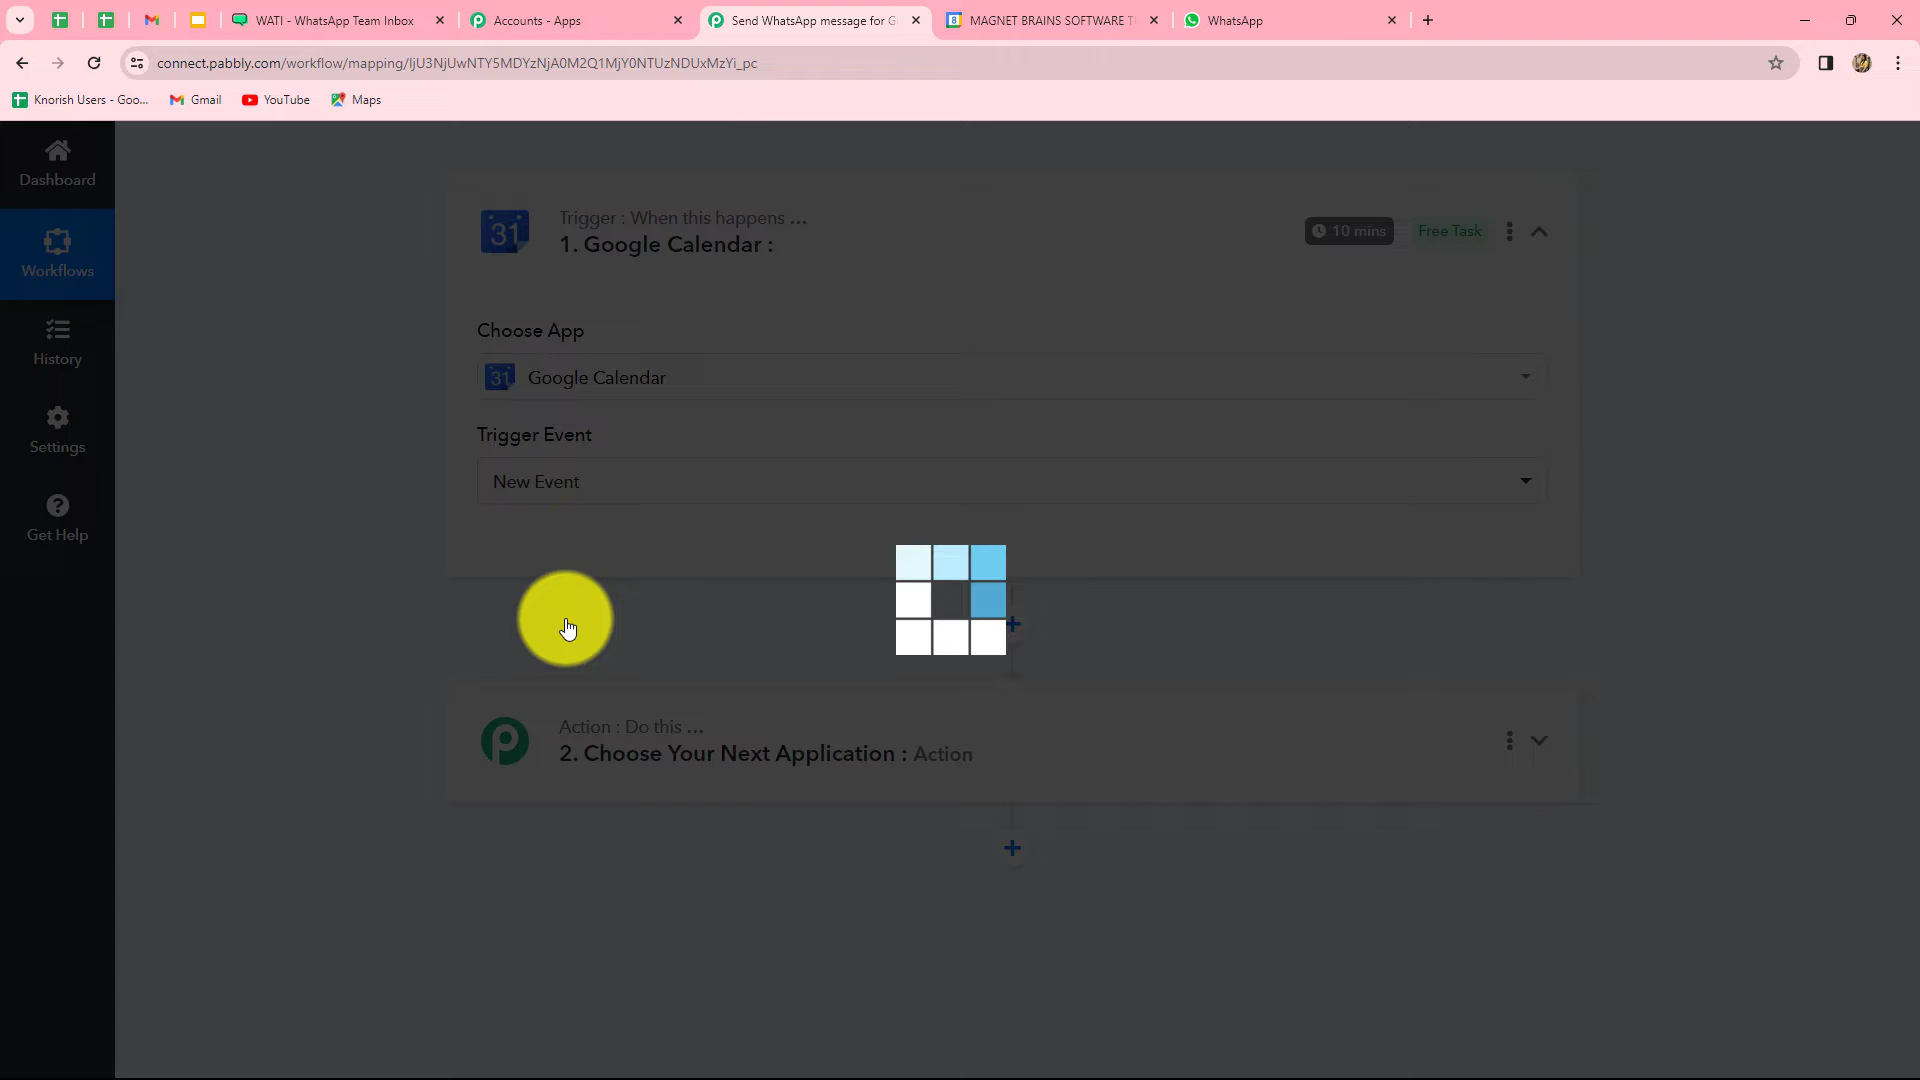 WATI - WhatsApp Team Inbox
Accounts - Apps
Send WhatsApp message for G
MAGNET BRAINS SOFTWARE T
WhatsApp
connect.pabbly.com/workflow/mapping/IjU3NjUwNTY5MDYzNjA0M2Q1MjY0NTUzNDUxMzYi_pc
Knorish Users - Goo...
Gmail
YouTube
Maps
Dashboard
Workflows
History
Settings
Get Help
Trigger : When this happens ...
31
1. Google Calendar :
10 mins
Free Task
Choose App
31 Google Calendar
Trigger Event
New Event
Action : Do this ...
2. Choose Your Next Application : Action